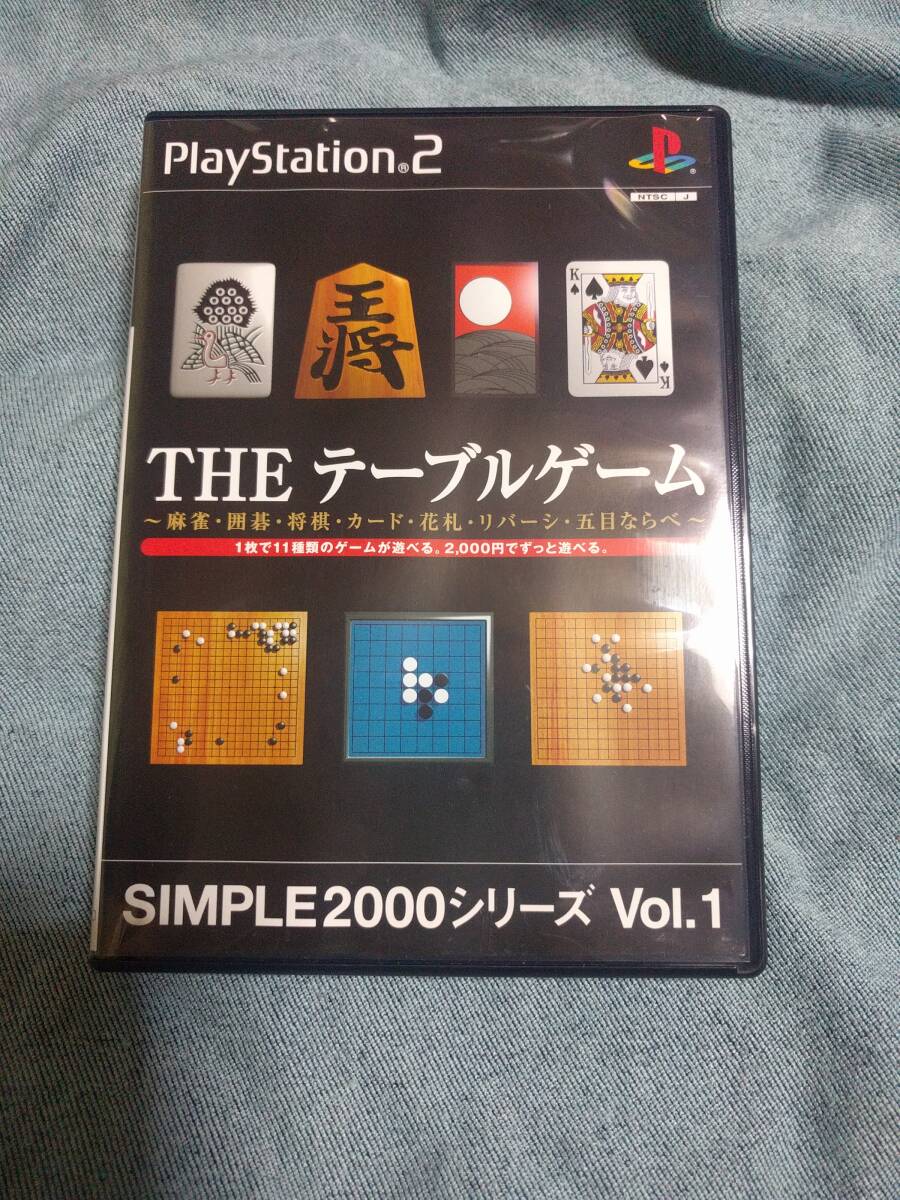 PlayStation®2
NTSC J
王将
K
K
THE テーブルゲーム
～麻雀・囲碁・将棋・カード・花札・リバーシ・五目ならべ～
1枚で11種類のゲームが遊べる。2,000円でずっと遊べる。
SIMPLE2000シリーズ Vol.1